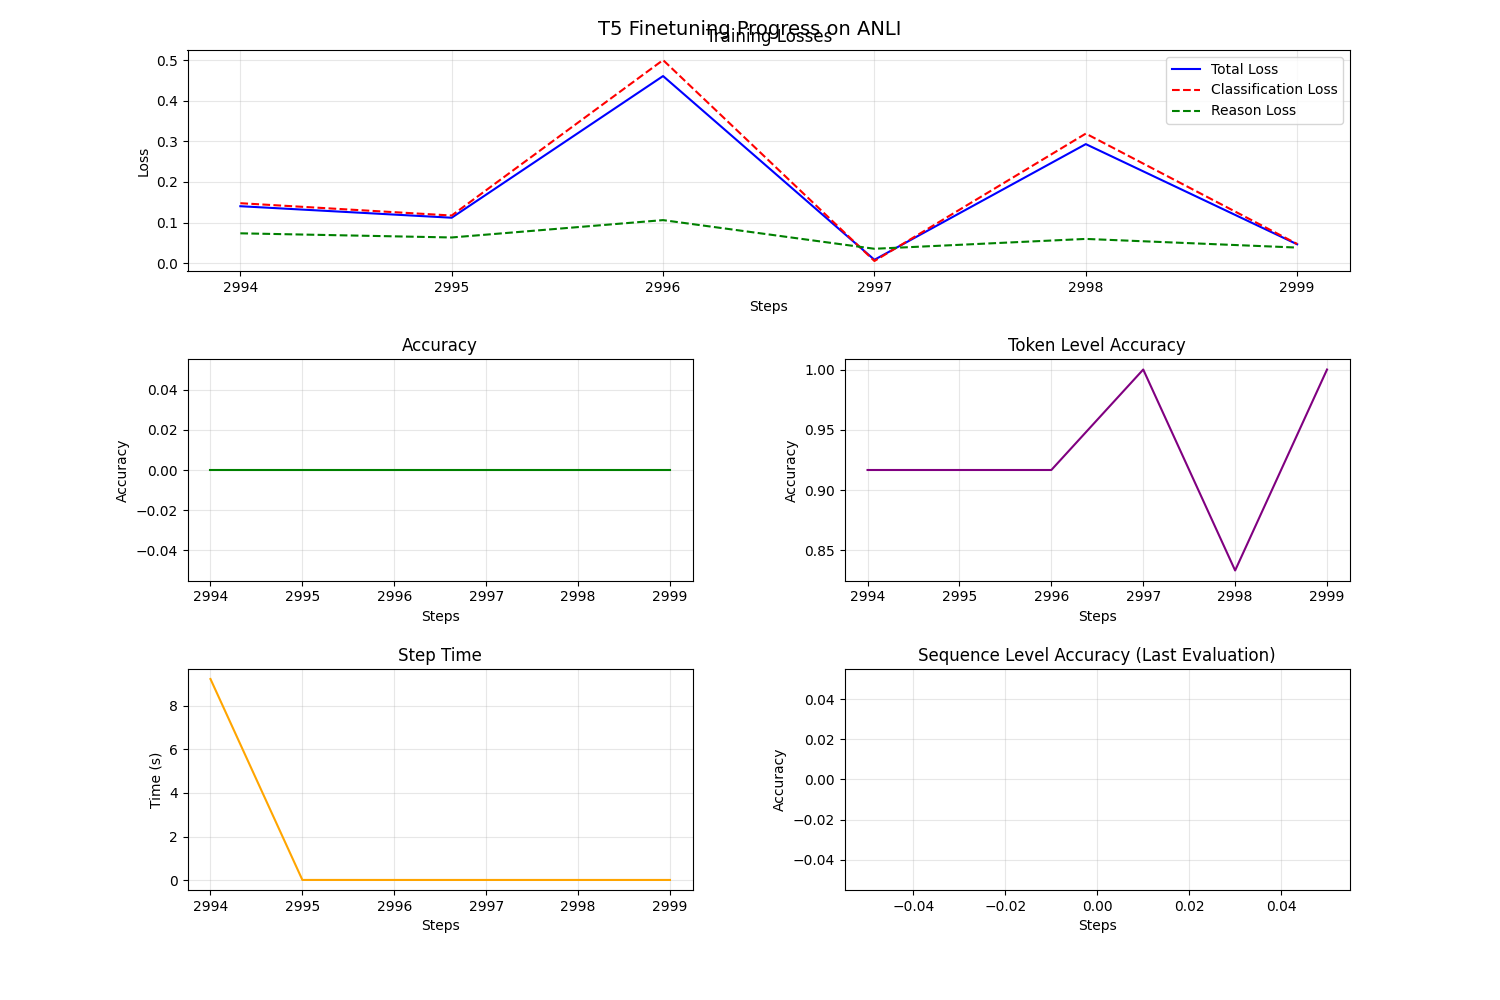 T5 Finetuning Progress on ANLI
Training Losses
Total Loss
Classification Loss
Reason Loss
Loss
0.5
0.4
0.3
0.2
0.1
0.0
2994 2995 2996 2997 2998 2999
Steps
Accuracy
Accuracy
0.04
0.02
0.00
−0.02
−0.04
2994 2995 2996 2997 2998 2999
Steps
Token Level Accuracy
Accuracy
1.00
0.95
0.90
0.85
2994 2995 2996 2997 2998 2999
Steps
Step Time
Time (s)
8
6
4
2
0
2994 2995 2996 2997 2998 2999
Steps
Sequence Level Accuracy (Last Evaluation)
Accuracy
0.04
0.02
0.00
−0.02
−0.04
−0.04 −0.02 0.00 0.02 0.04
Steps